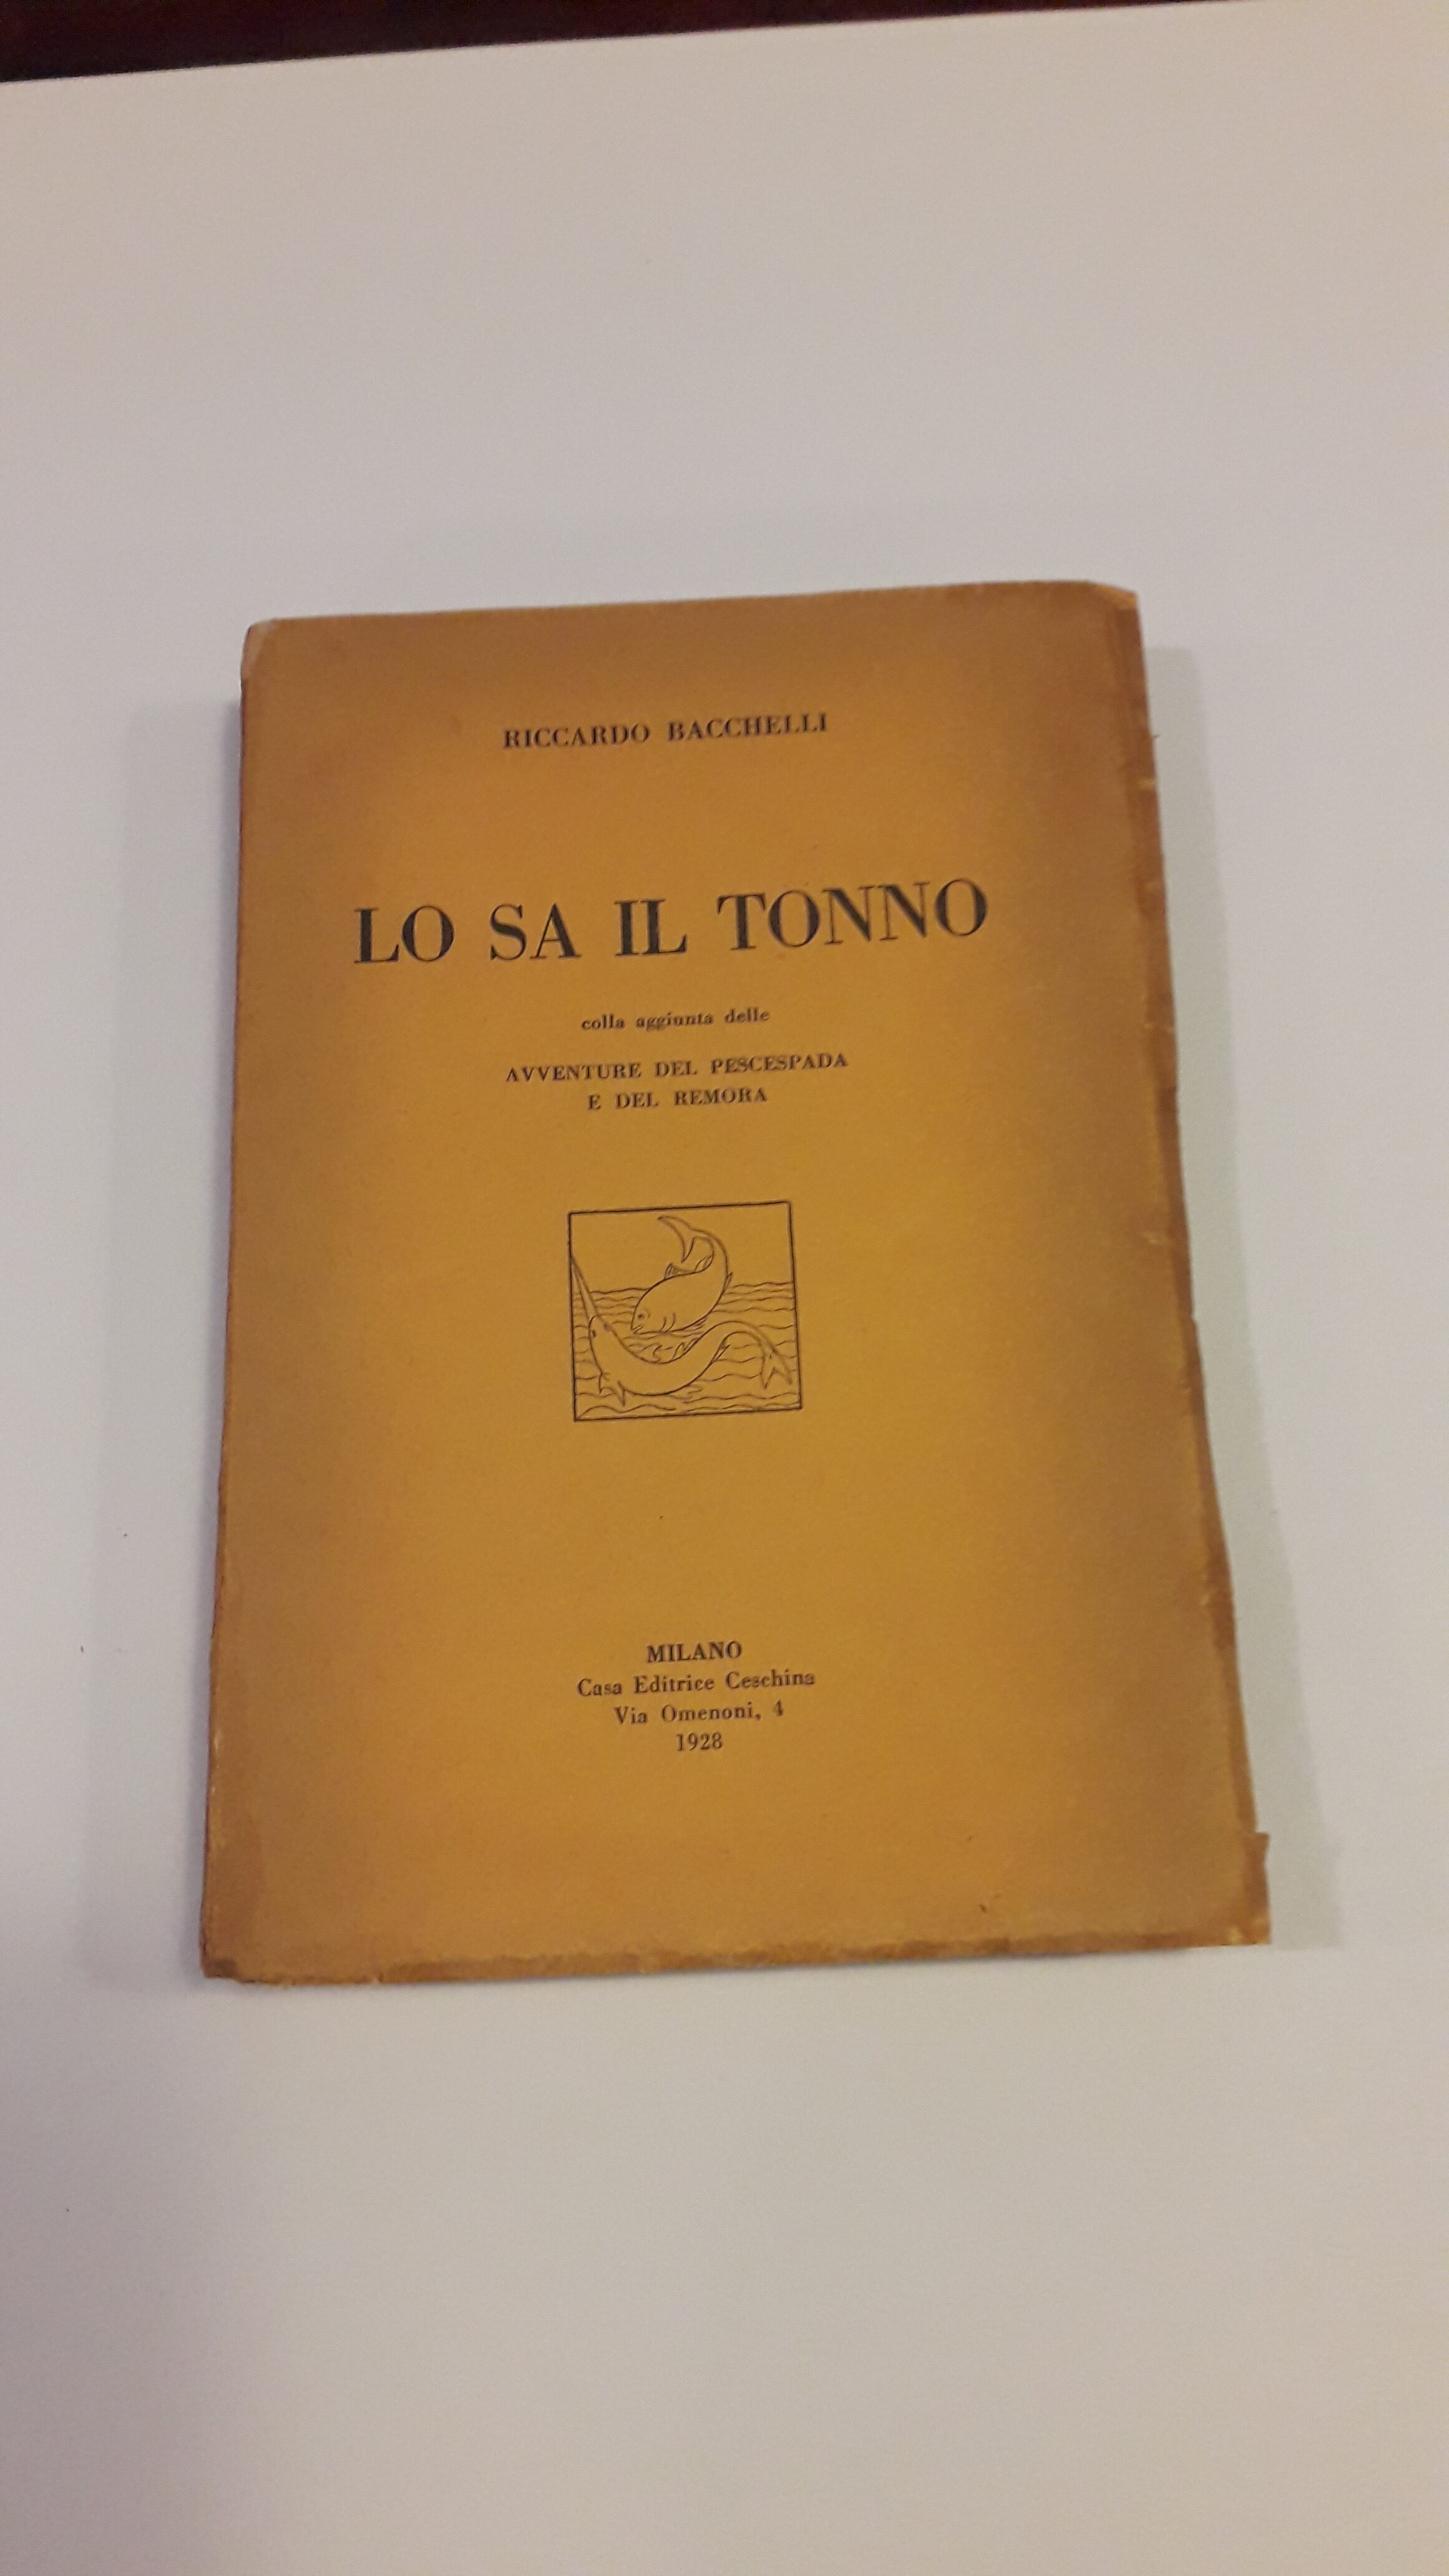 RICCARDO BACCHELLI
LO SA IL TONNO
colla aggiunta delle
AVVENTURE DEL PESCESPADA
E DEL REMORA
MILANO
Casa Editrice Ceschina
Via Omenoni, 4
1928